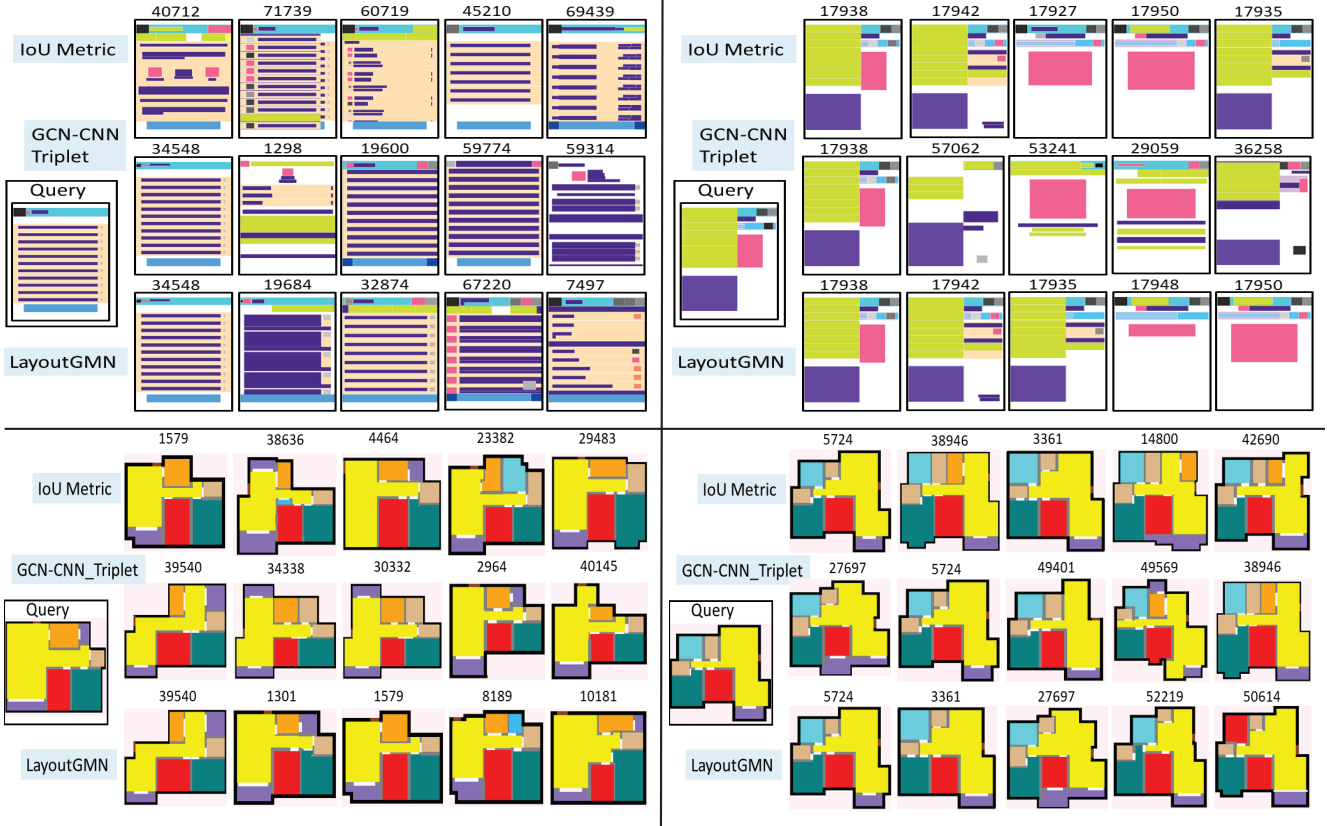 40712 71739 60719 45210 69439
IoU Metric
GCN-CNN
Triplet
34548 1298 19600 59774 59314
Query
34548 19684 32874 67220 7497
LayoutGMN
17938 17942 17927 17950 17935
IoU Metric
GCN-CNN
Triplet
17938 57062 53241 29059 36258
Query
17938 17942 17935 17948 17950
LayoutGMN
1579 38636 4464 23382 29483
IoU Metric
GCN-CNN_Triplet
39540 34338 30332 2964 40145
Query
39540 1301 1579 8189 10181
LayoutGMN
5724 38946 3361 14800 42690
IoU Metric
GCN-CNN_Triplet
27697 5724 49401 49569 38946
Query
5724 3361 27697 52219 50614
LayoutGMN